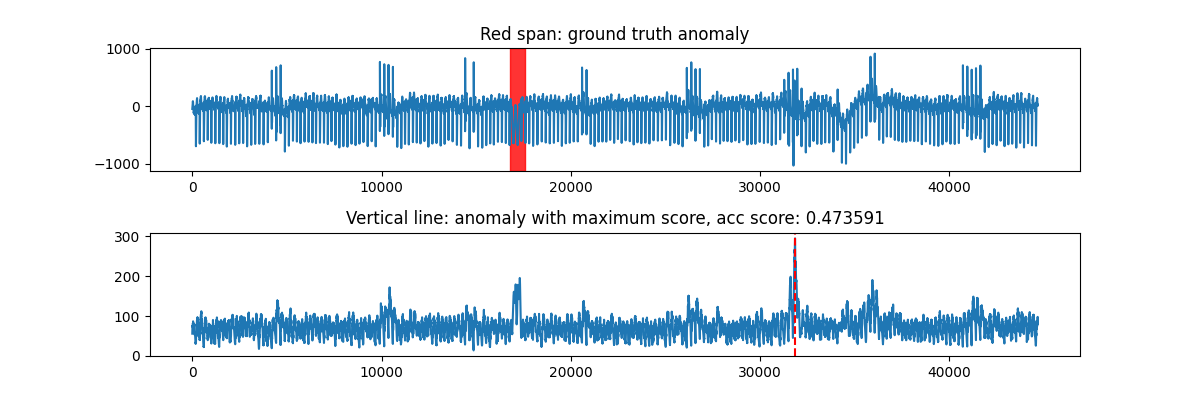 Red span: ground truth anomaly
1000
0
−1000
0 10000 20000 30000 40000
Vertical line: anomaly with maximum score, acc score: 0.473591
300
200
100
0
0 10000 20000 30000 40000